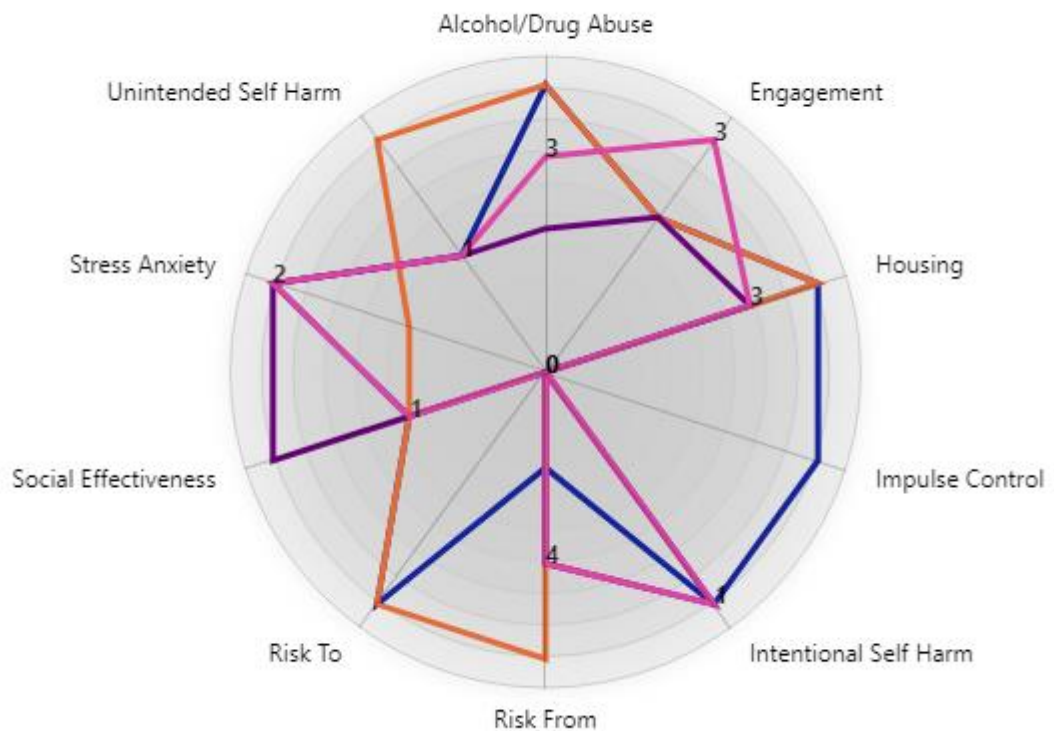 Alcohol/Drug Abuse
Unintended Self Harm
Engagement
3
3
1
Stress Anxiety
Housing
2
3
0
1
Social Effectiveness
Impulse Control
4
1
Risk To
Intentional Self Harm
Risk From